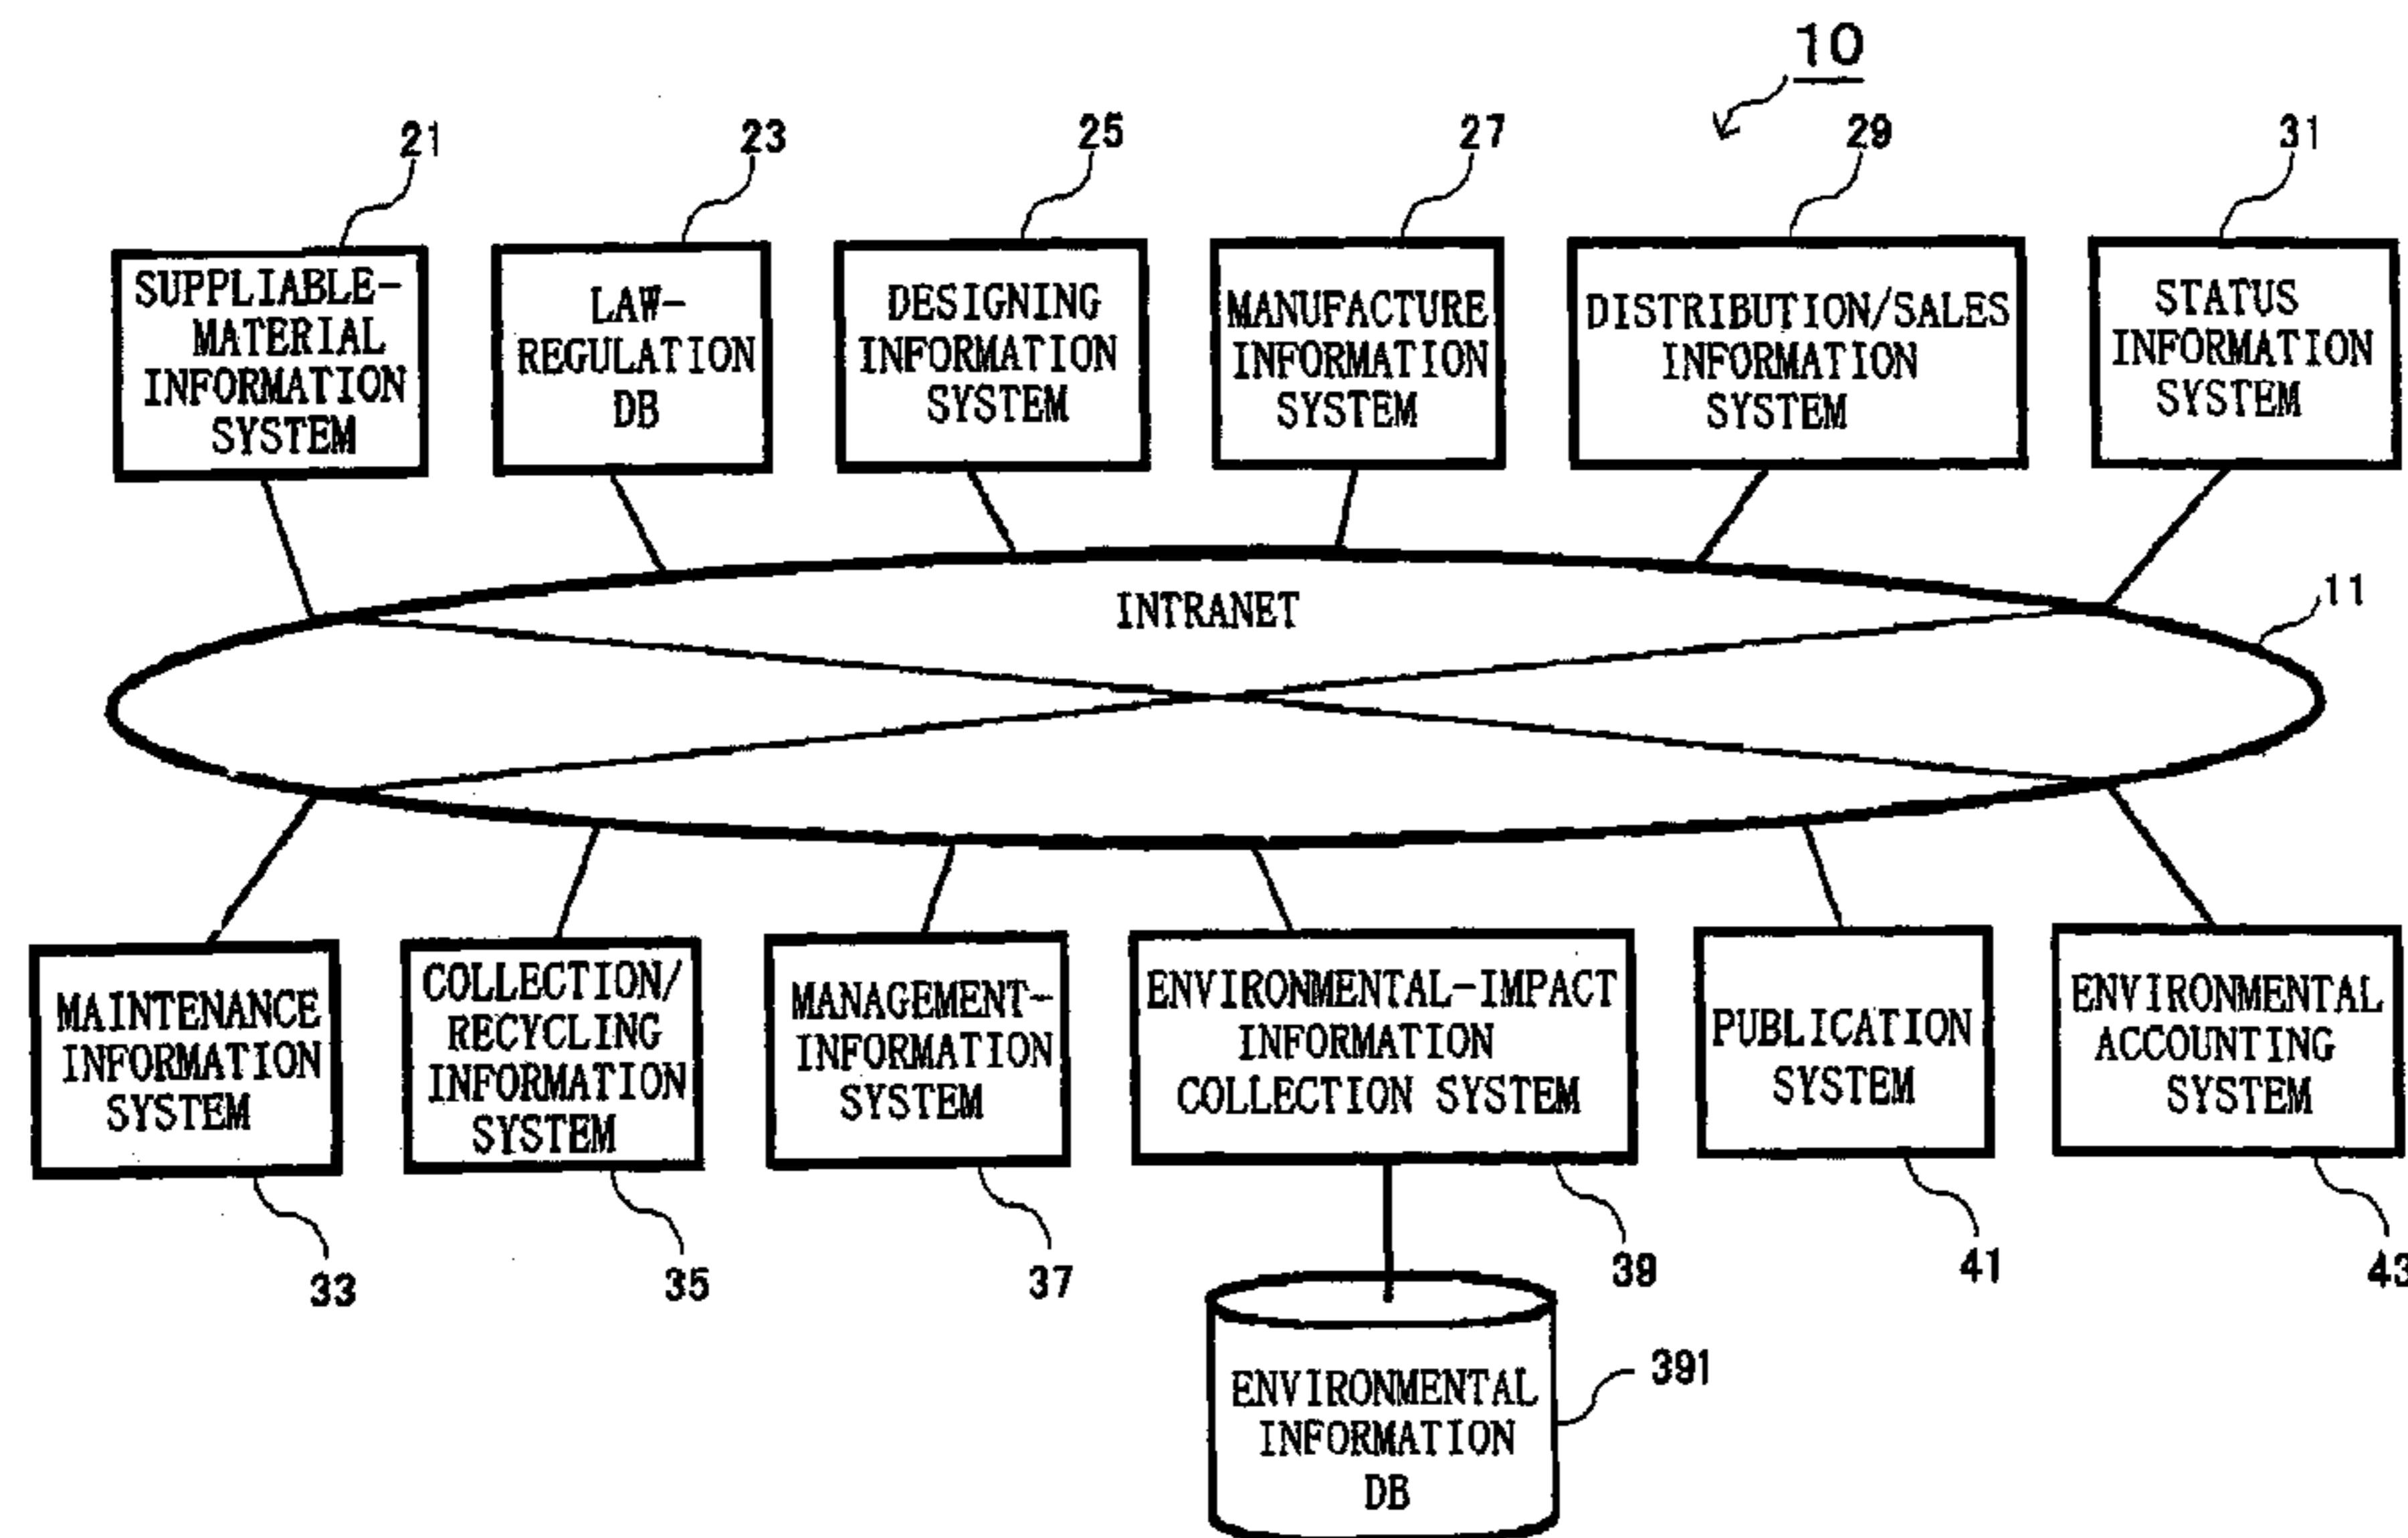 10
21
23
25
27
29
31
SUPPLIABLE-
MATERIAL
INFORMATION
SYSTEM
LAW-
REGULATION
DB
DESIGNING
INFORMATION
SYSTEM
MANUFACTURE
INFORMATION
SYSTEM
DISTRIBUTION/SALES
INFORMATION
SYSTEM
STATUS
INFORMATION
SYSTEM
INTRANET
11
MAINTENANCE
INFORMATION
SYSTEM
COLLECTION/
RECYCLING
INFORMATION
SYSTEM
MANAGEMENT-
INFORMATION
SYSTEM
ENVIRONMENTAL-IMPACT
INFORMATION
COLLECTION SYSTEM
PUBLICATION
SYSTEM
ENVIRONMENTAL
ACCOUNTING
SYSTEM
33
35
37
39
41
43
ENVIRONMENTAL
INFORMATION
DB
391